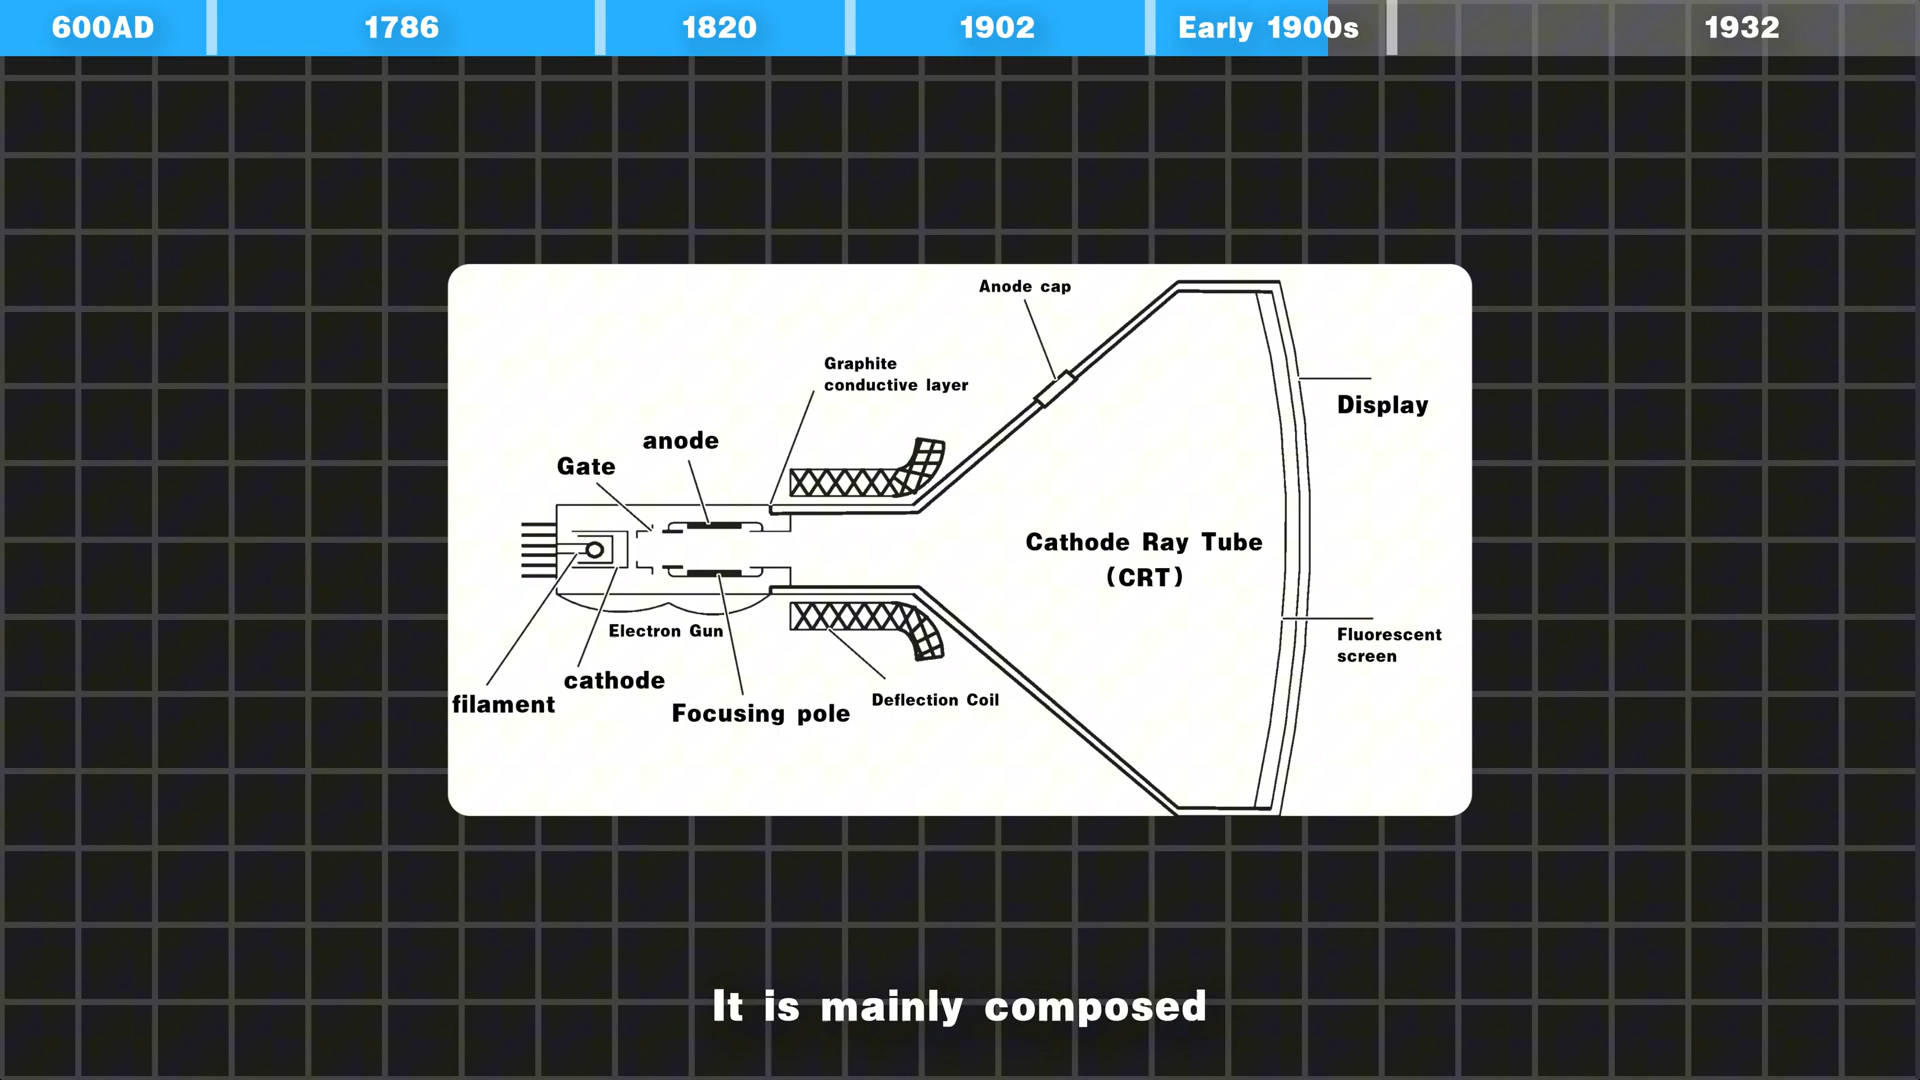 600AD
1786
1820
1902
Early 1900s
1932
Anode cap
Graphite
conductive layer
Display
anode
Gate
Cathode Ray Tube
(CRT)
Electron Gun
Fluorescent
screen
cathode
filament
Focusing pole
Deflection Coil
It is mainly composed